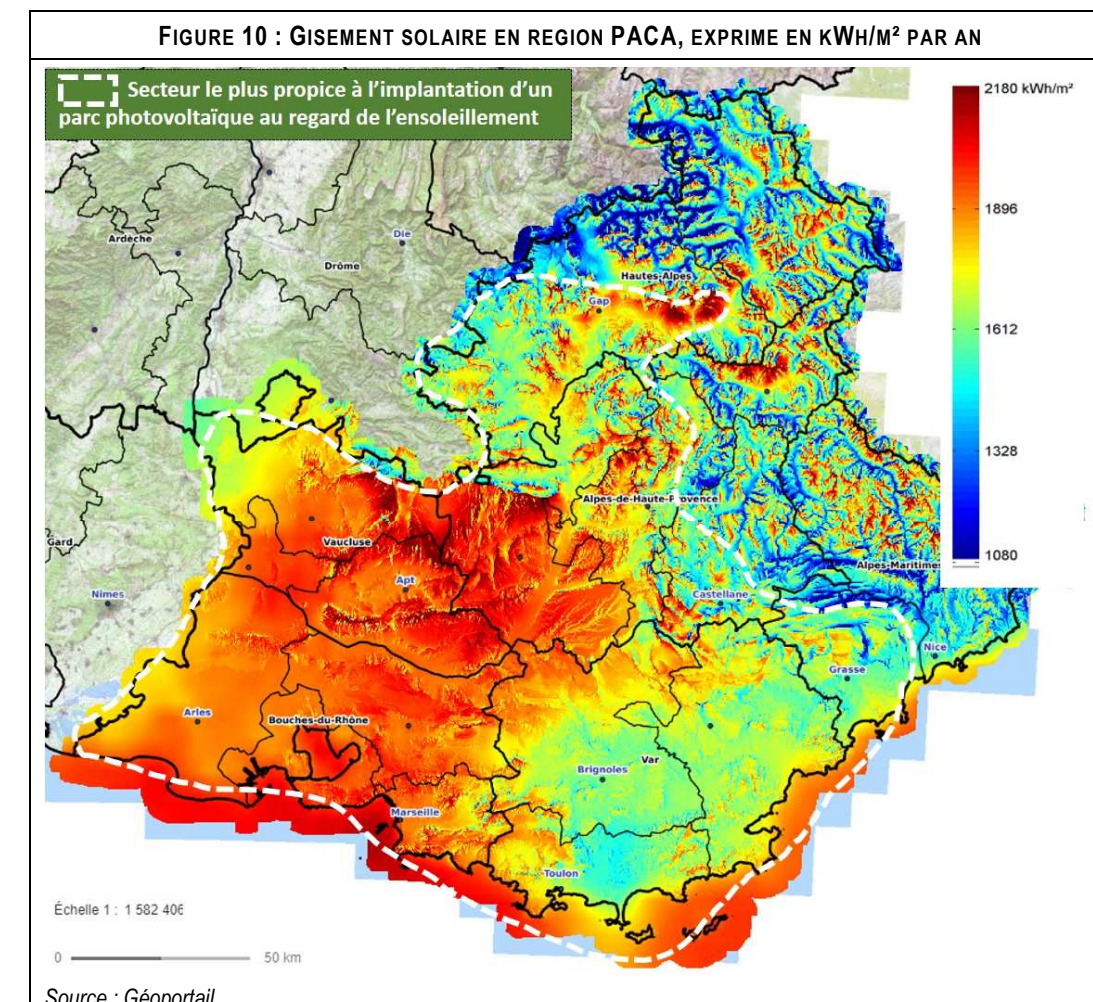 FIGURE 10 : GISEMENT SOLAIRE EN REGION PACA, EXPRIME EN KWH/M² PAR AN
Secteur le plus propice à l'implantation d'un
parc photovoltaïque au regard de l'ensoleillement
2180 kWh/m²
1896
1612
1328
1080
Ardèche
Die
Drôme
Hautes-Alpes
Gap
Alpes-de-Haute-Provence
Gard
Vaucluse
Apt
Alpes-Maritimes
Nimes
Castellane
Nice
Grasse
Arles
Bouches-du-Rhône
Var
Brignoles
Marseille
Toulon
Échelle 1 : 1 582 406
0
50 km
Source : Géoportail